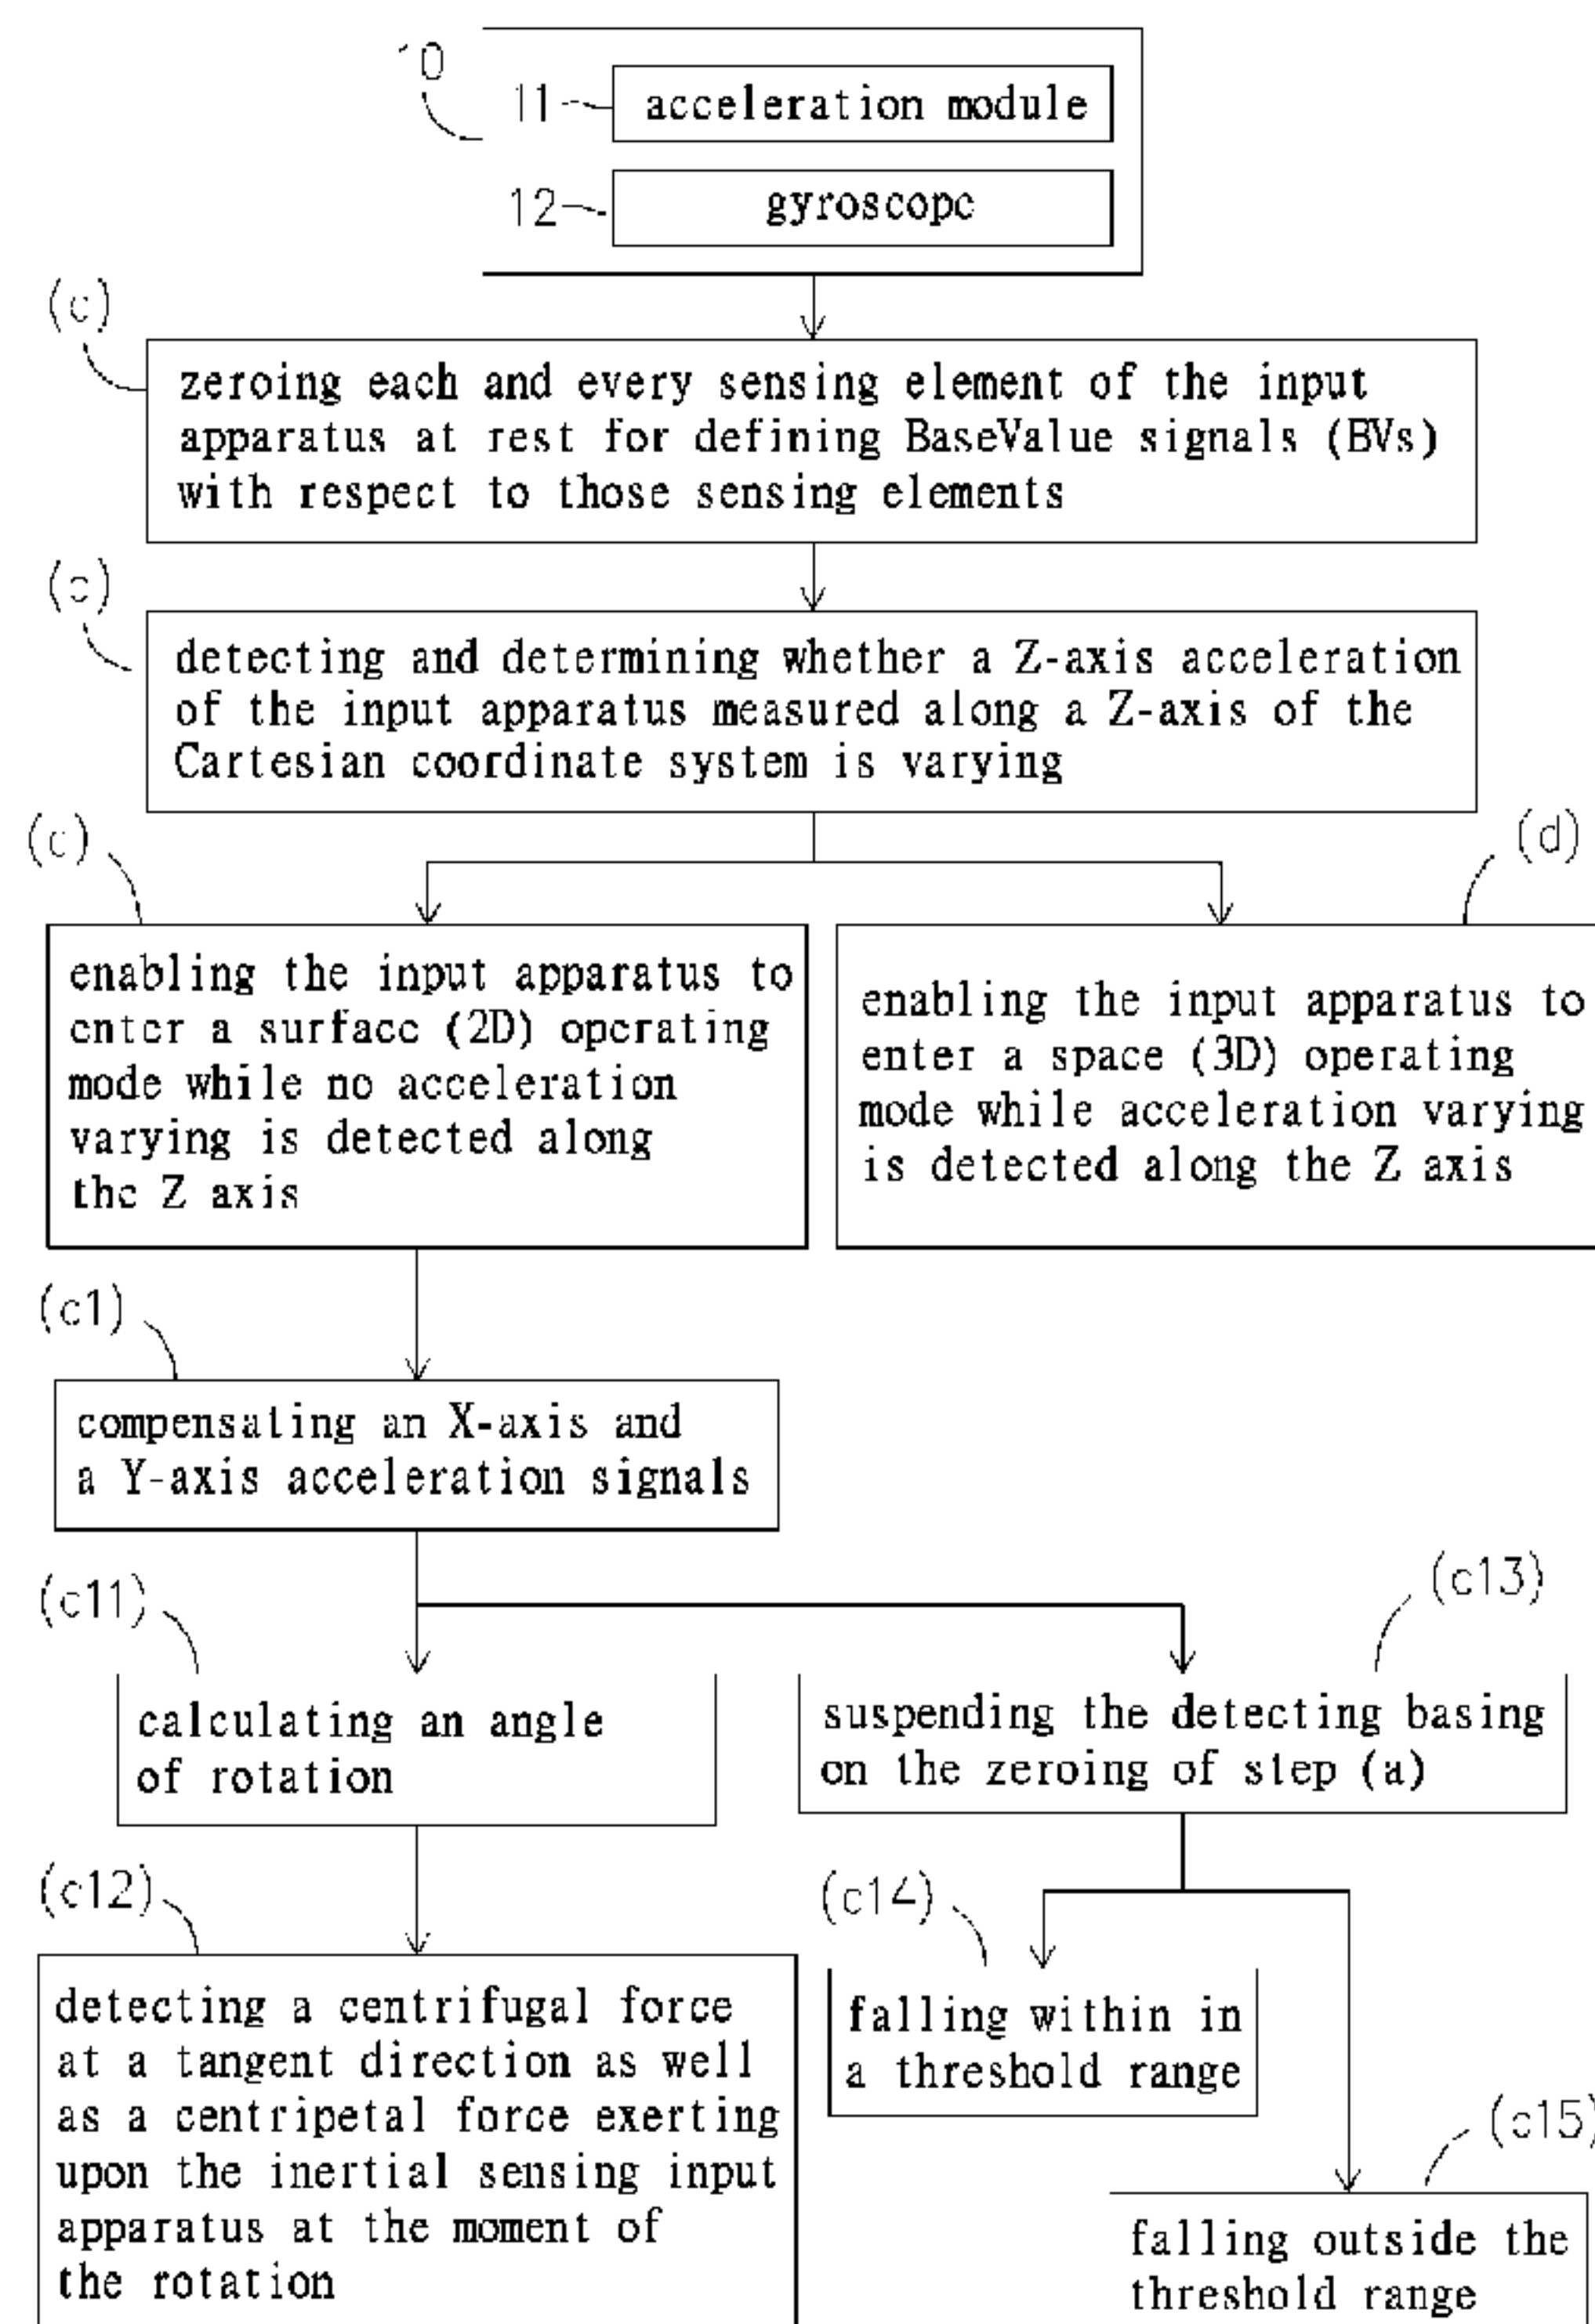 10
11
acceleration module
12
gyroscope
zeroing each and every sensing element of the input
apparatus at rest for defining BaseValue signals (BVs)
with respect to those sensing elements
detecting and determining whether a Z-axis acceleration
of the input apparatus measured along a Z-axis of the
Cartesian coordinate system is varying
(c)
(d)
enabling the input apparatus to
enter a surface (2D) operating
mode while no acceleration
varying is detected along
the Z axis
enabling the input apparatus to
enter a space (3D) operating
mode while acceleration varying
is detected along the Z axis
(c1)
compensating an X-axis and
a Y-axis acceleration signals
(c11)
(c13)
calculating an angle
of rotation
suspending the detecting basing
on the zeroing of step (a)
(c12)
(c14)
detecting a centrifugal force
at a tangent direction as well
as a centripetal force exerting
upon the inertial sensing input
apparatus at the moment of
the rotation
falling within in
a threshold range
(c15)
falling outside the
threshold range